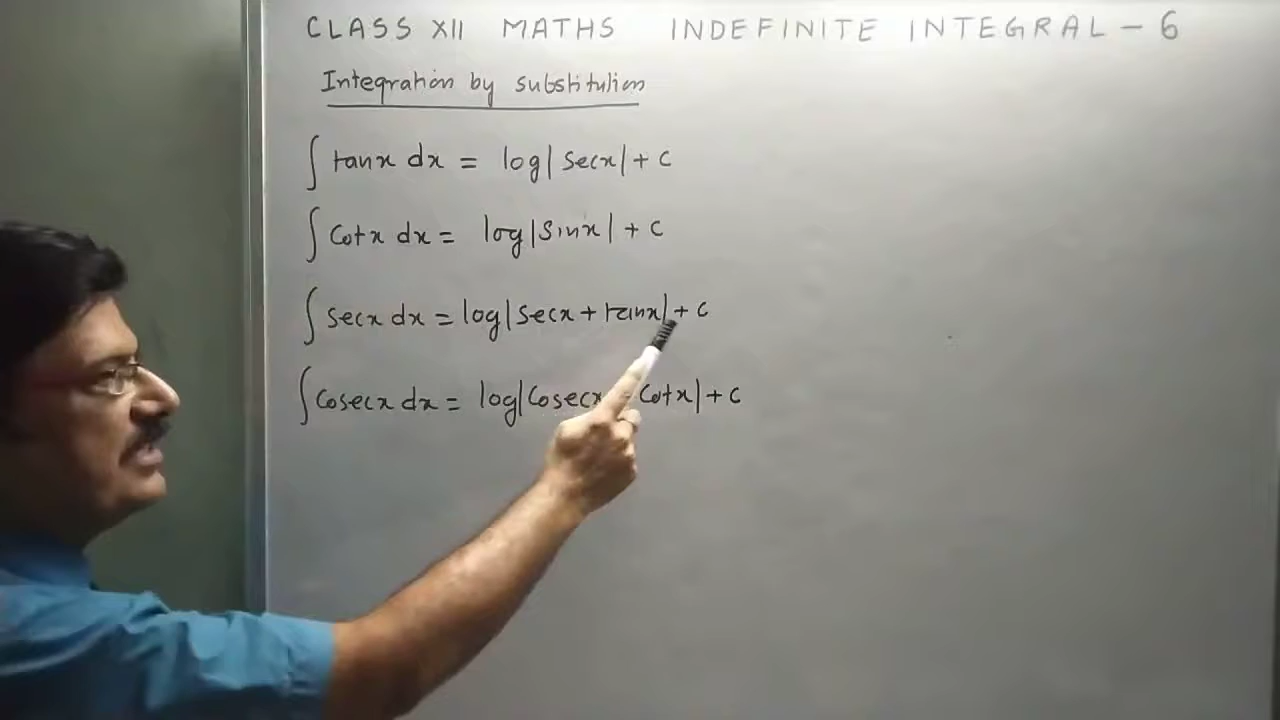 CLASS XII MATHS INDEFINITE INTEGRAL - 6
Integration by substitution
∫ tanx dx = log|secx| + c
∫ Cotx dx = log|sinx| + c
∫ secx dx = log|secx + tanx| + c
∫ Cosecx dx = log|Cosecx - Cotx| + c